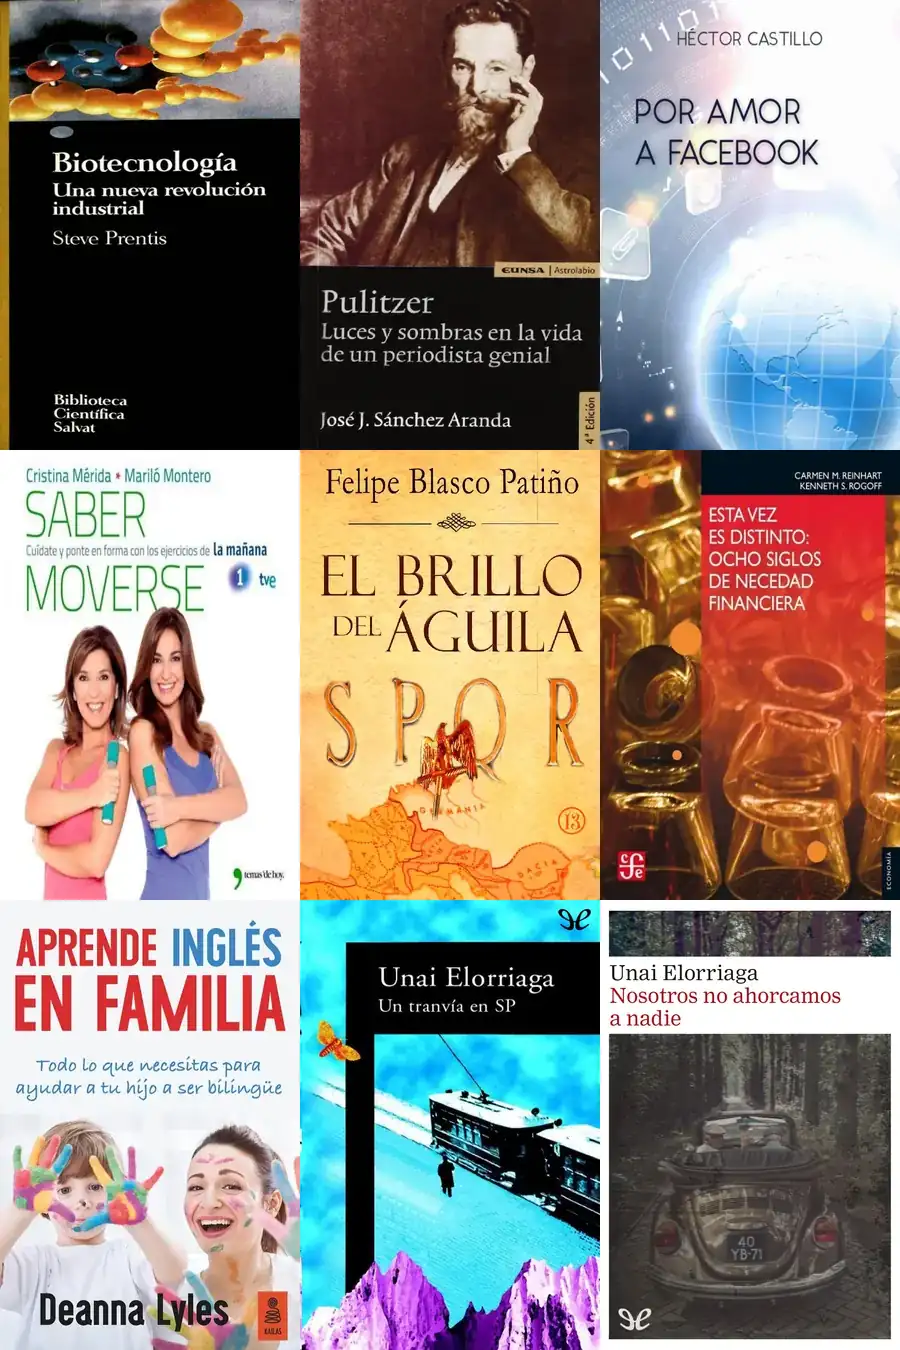 Biotecnología
Una nueva revolución
industrial
Steve Prentis
Biblioteca
Científica
Salvat
EUNSA | Astrolabio
Pulitzer
Luces y sombras en la vida
de un periodista genial
José J. Sánchez Aranda
4ª Edición
1011011
HÉCTOR CASTILLO
POR AMOR
A FACEBOOK
Cristina Mérida ★ Mariló Montero
SABER
Cuídate y ponte en forma con los ejercicios de la mañana
MOVERSE
1 tve
temas'de hoy.
Felipe Blasco Patiño
EL BRILLO
DEL ÁGUILA
SPQR
GERMANIA
DACIA
13
CARMEN M. REINHART
KENNETH S. ROGOFF
ESTA VEZ
ES DISTINTO:
OCHO SIGLOS
DE NECEDAD
FINANCIERA
cfe
ECONOMÍA
APRENDE INGLÉS
EN FAMILIA
Todo lo que necesitas para
ayudar a tu hijo a ser bilingüe
Deanna Lyles
KAILAS
Unai Elorriaga
Un tranvía en SP
Unai Elorriaga
Nosotros no ahorcamos
a nadie
40
YB-71